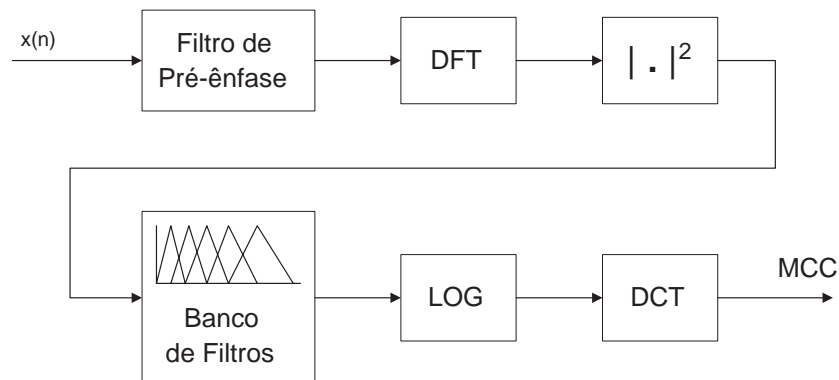 x(n)
Filtro de
Pré-ênfase
DFT
| . |²
Banco
de Filtros
LOG
DCT
MCC